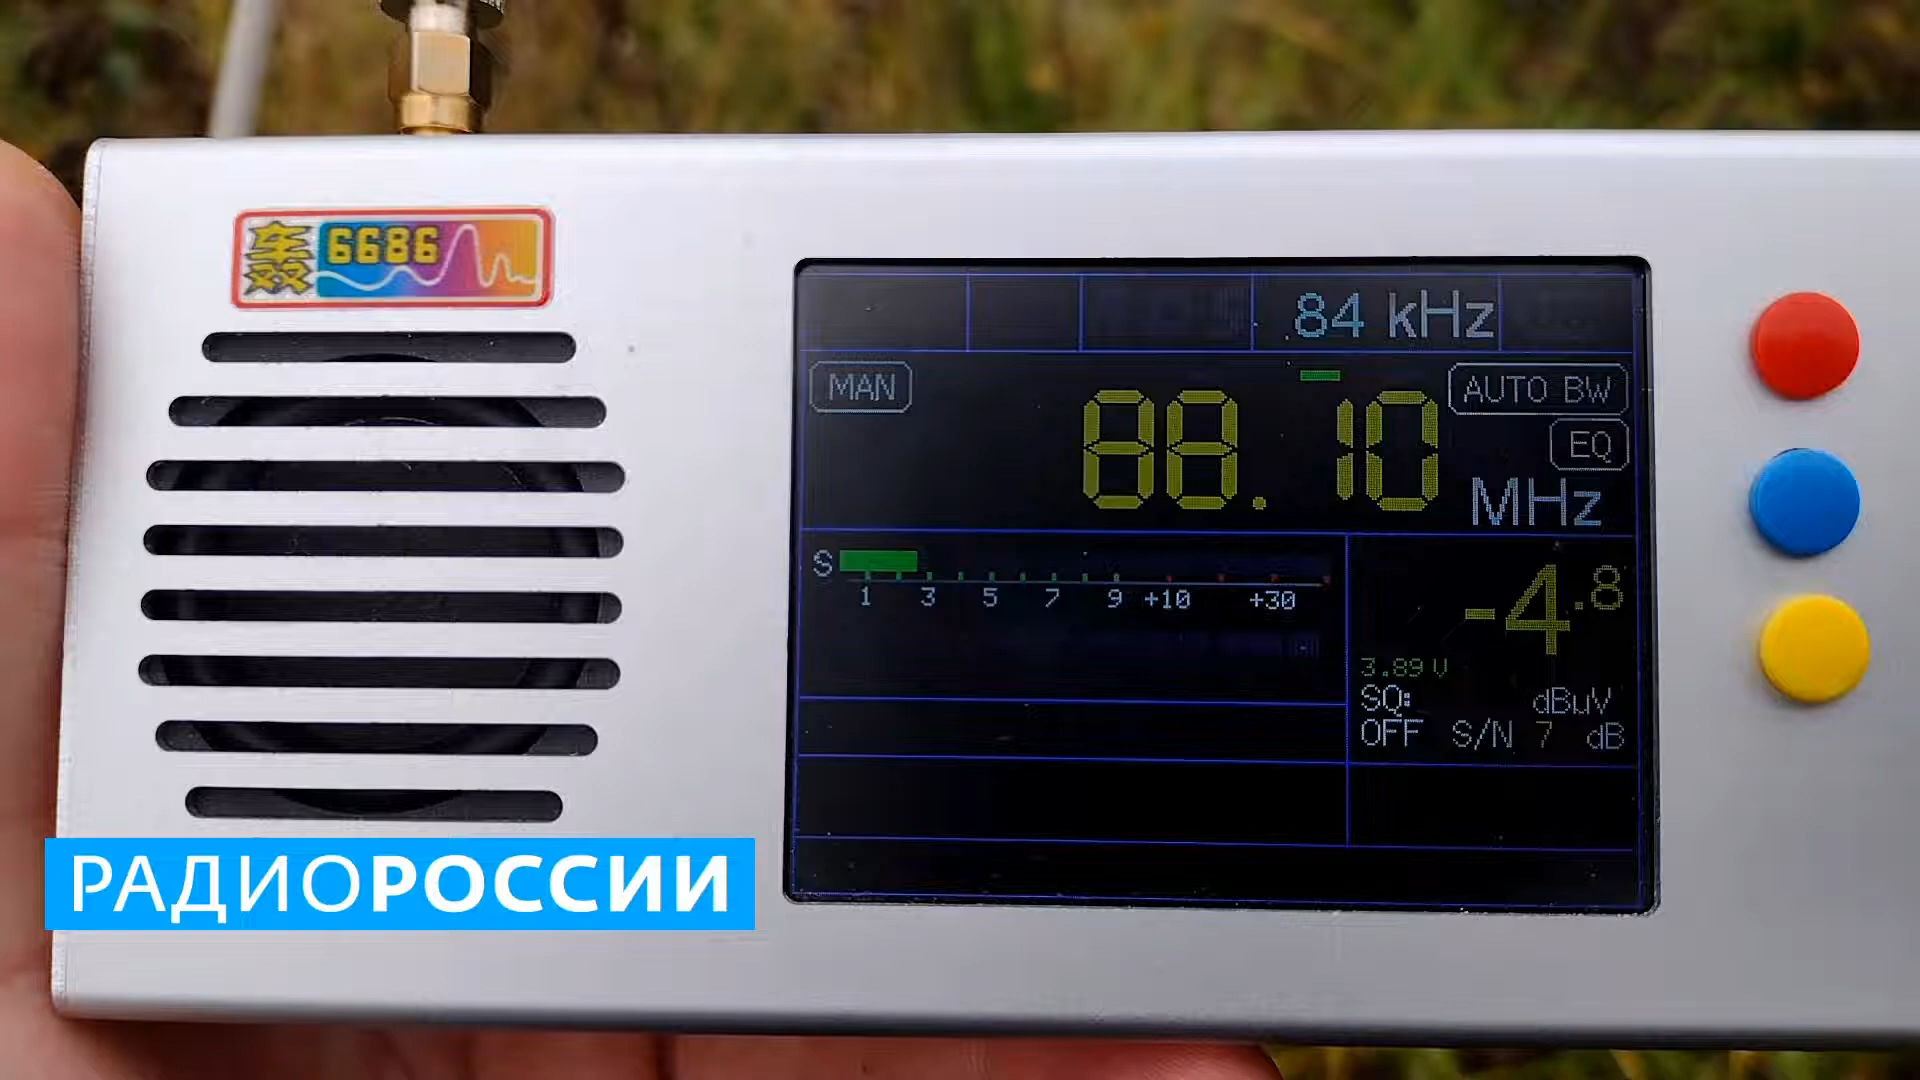 轰 6686
84 kHz
MAN
88.10
AUTO BW
EQ
MHz
S
1 3 5 7 9 +10 +30
-4.8
3.89 V
SQ: dBuV
OFF S/N 7 dB
РАДИОРОССИИ